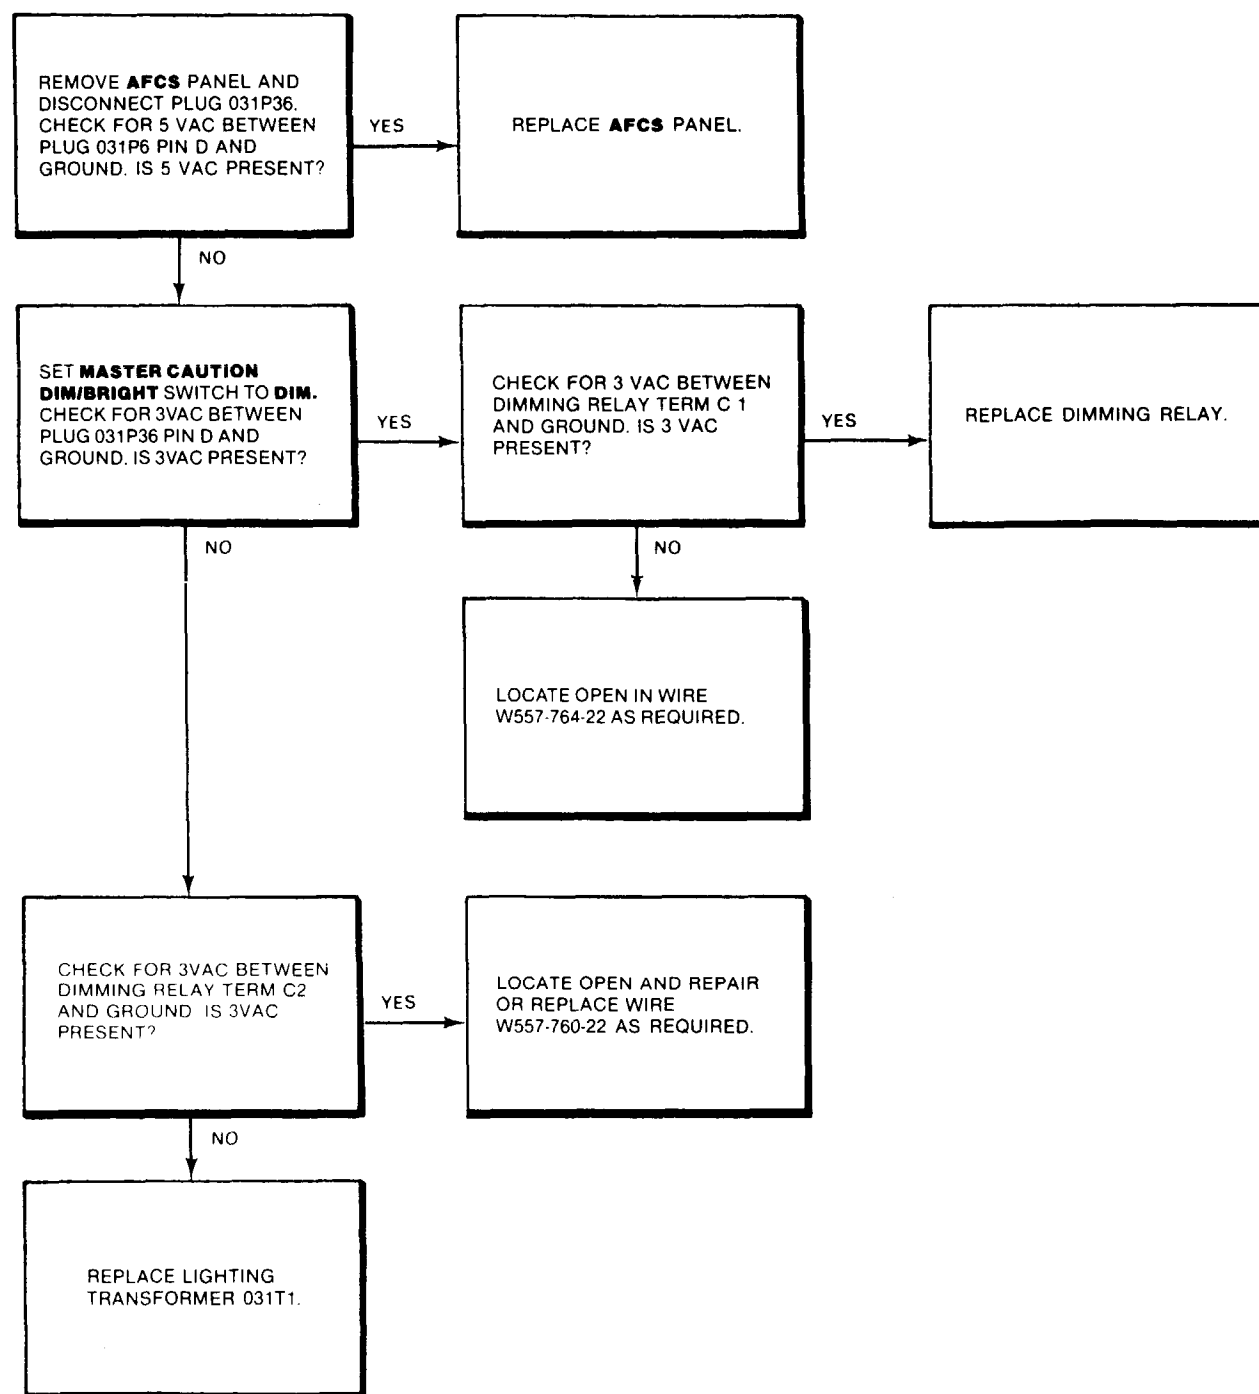 REMOVE AFCS PANEL AND
DISCONNECT PLUG 031P36.
CHECK FOR 5 VAC BETWEEN
PLUG 031P6 PIN D AND
GROUND. IS 5 VAC PRESENT?
YES
REPLACE AFCS PANEL.
NO
SET MASTER CAUTION
DIM/BRIGHT SWITCH TO DIM.
CHECK FOR 3VAC BETWEEN
PLUG 031P36 PIN D AND
GROUND. IS 3VAC PRESENT?
YES
CHECK FOR 3 VAC BETWEEN
DIMMING RELAY TERM C 1
AND GROUND. IS 3 VAC
PRESENT?
YES
REPLACE DIMMING RELAY.
NO
NO
LOCATE OPEN IN WIRE
W557-764-22 AS REQUIRED.
CHECK FOR 3VAC BETWEEN
DIMMING RELAY TERM C2
AND GROUND IS 3VAC
PRESENT?
YES
LOCATE OPEN AND REPAIR
OR REPLACE WIRE
W557-760-22 AS REQUIRED.
NO
REPLACE LIGHTING
TRANSFORMER 031T1.